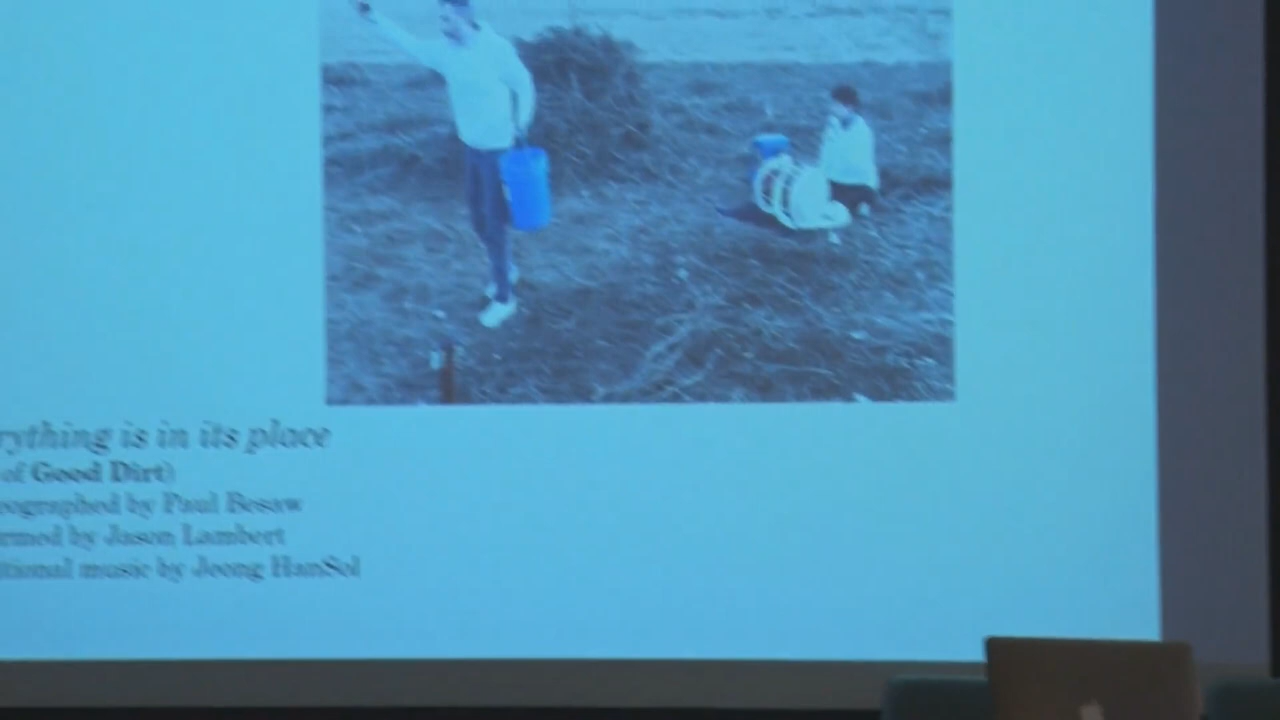 rything is in its place
of Good Dirt)
eographed by Paul Besaw
rmed by Jason Lambert
itional music by Jeong HanSol